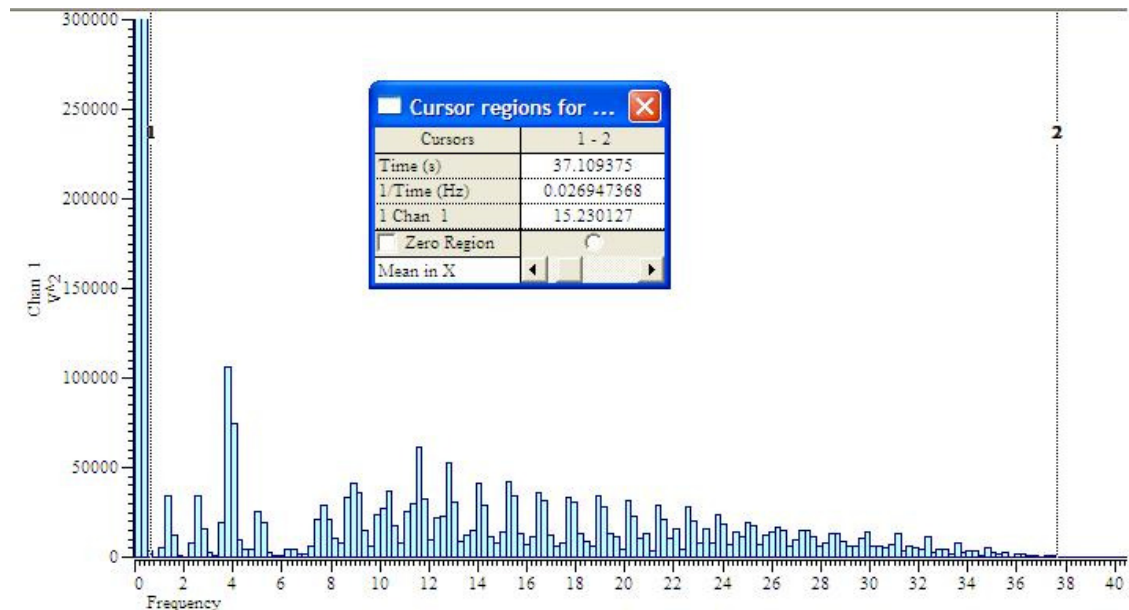 300000
250000
200000
150000
100000
50000
0
Chan 1
V^2
1
2
Cursor regions for ...
Cursors 1 - 2
Time (s) 37.109375
1/Time (Hz) 0.026947368
1 Chan 1 15.230127
Zero Region
Mean in X
0 2 4 6 8 10 12 14 16 18 20 22 24 26 28 30 32 34 36 38 40
Frequency